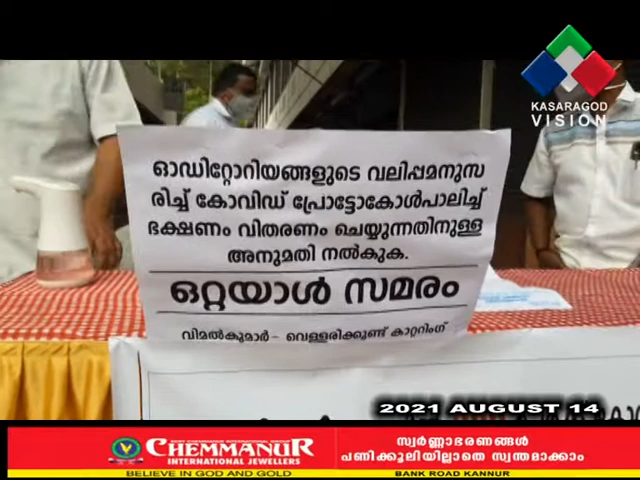 KASARAGOD
VISION
ഓഡിറ്റോറിയങ്ങളുടെ വലിപ്പമനുസ
രിച്ച് കോവിഡ് പ്രോട്ടോകോൾപാലിച്ച്
ഭക്ഷണം വിതരണം ചെയ്യുന്നതിനുള്ള
അനുമതി നൽകുക.
ഒറ്റയാൾ സമരം
വിമൽകുമാർ - വെള്ളരിക്കുണ്ട് കാറ്ററിംഗ്
2021 AUGUST 14
CHEMMANUR
INTERNATIONAL JEWELLERS
BELIEVE IN GOD AND GOLD
സ്വർണ്ണാഭരണങ്ങൾ
പണിക്കൂലിയില്ലാതെ സ്വന്തമാക്കാം
BANK ROAD KANNUR